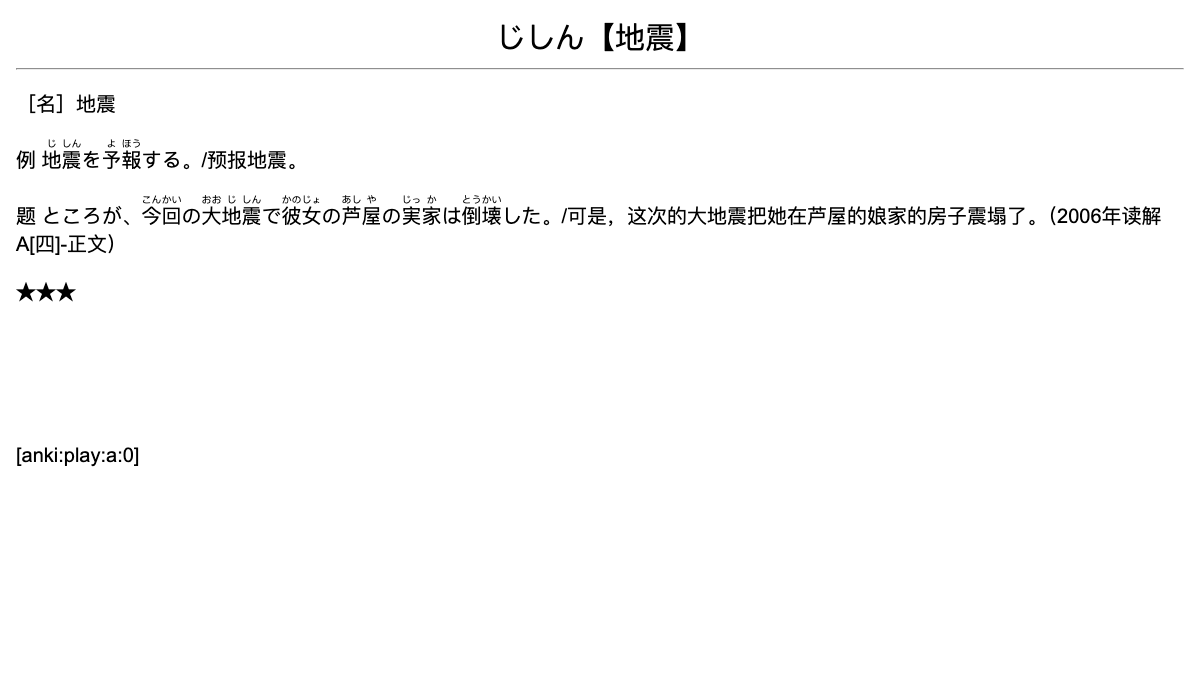 じしん【地震】
［名］地震
じ しん よ ほう
例 地震を予報する。/预报地震。
こんかい おお じ しん かのじょ あし や じっ か とうかい
题 ところが、今回の大地震で彼女の芦屋の実家は倒壊した。/可是，这次的大地震把她在芦屋的娘家的房子震塌了。（2006年读解
A[四]-正文）
★★★
[anki:play:a:0]